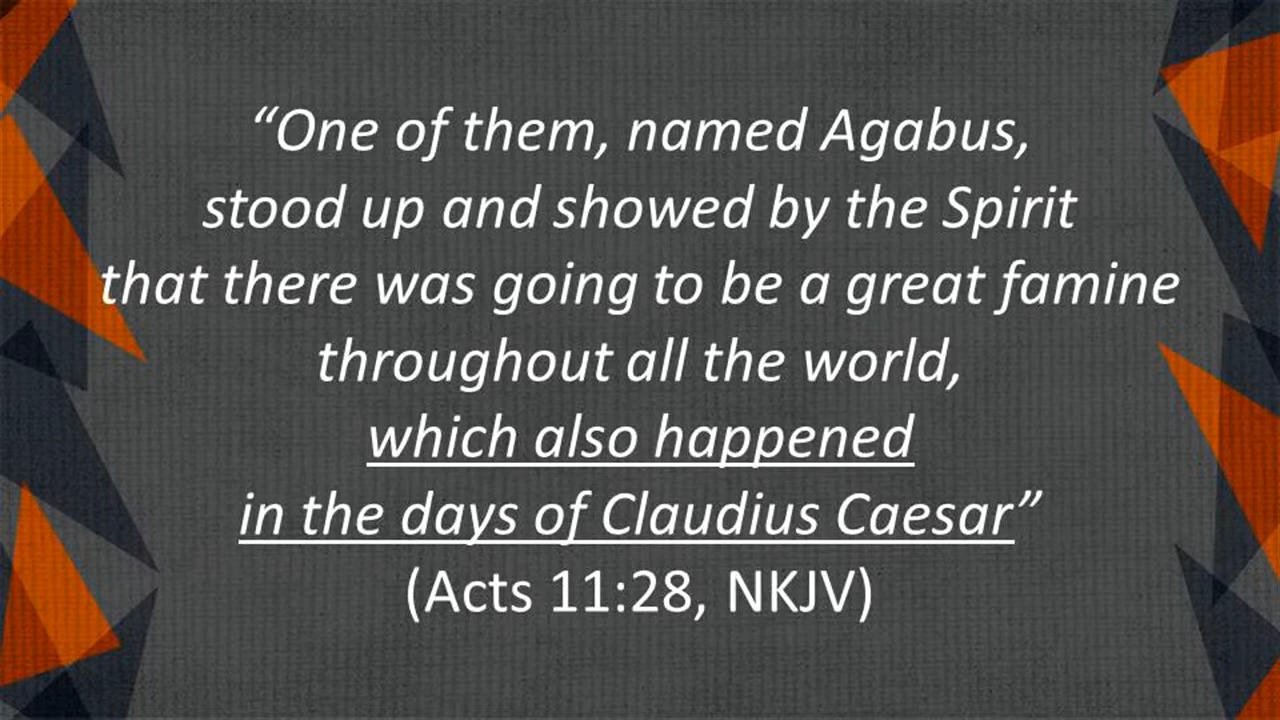 “One of them, named Agabus,
stood up and showed by the Spirit
that there was going to be a great famine
throughout all the world,
which also happened
in the days of Claudius Caesar”
(Acts 11:28, NKJV)